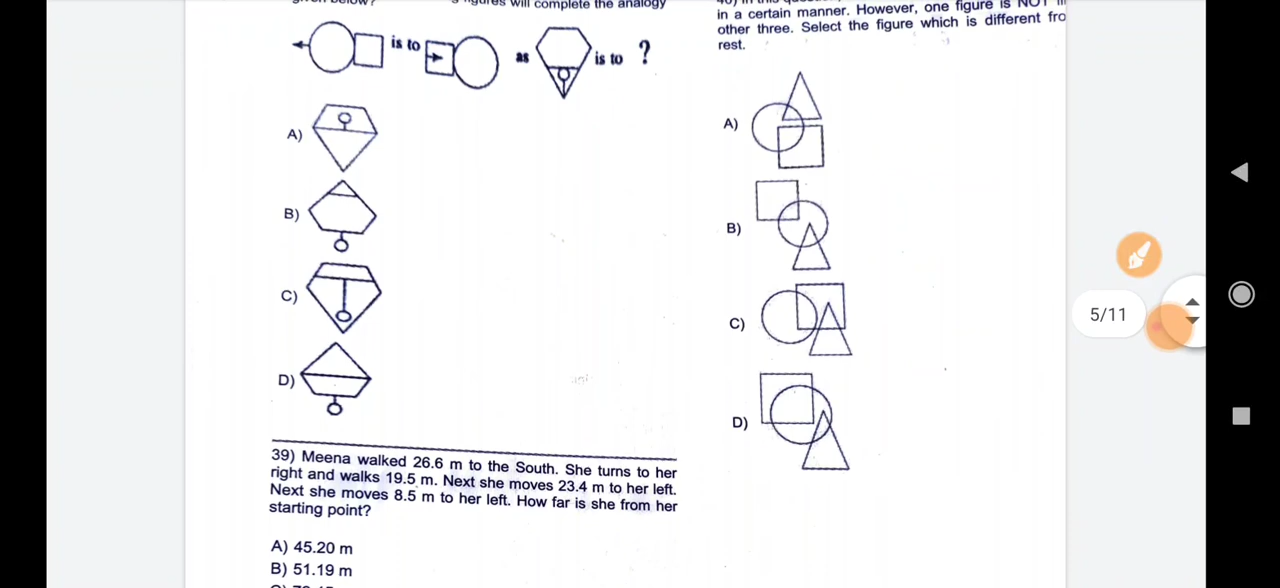 figures will complete the analogy
is to
as
is to ?
A)
B)
C)
D)
39) Meena walked 26.6 m to the South. She turns to her
right and walks 19.5 m. Next she moves 23.4 m to her left.
Next she moves 8.5 m to her left. How far is she from her
starting point?
A) 45.20 m
B) 51.19 m
in a certain manner. However, one figure is NOT
other three. Select the figure which is different fro
rest.
A)
B)
C)
D)
5/11